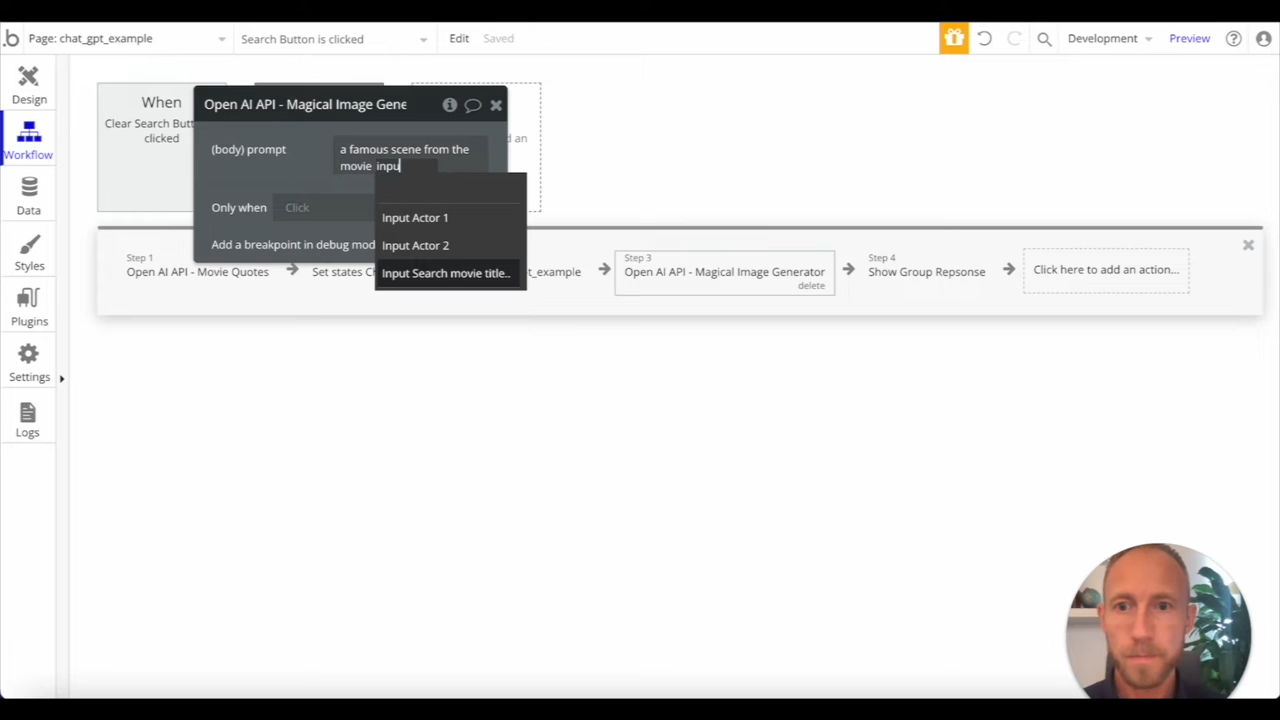 .b
Page: chat_gpt_example
Search Button is clicked
Edit
Saved
Development
Preview
Design
Workflow
Data
Styles
Plugins
Settings
Logs
When
Clear Search Butt
clicked
d an
Open AI API - Magical Image Gene
(body) prompt
a famous scene from the
movie inpu
Only when
Click
Add a breakpoint in debug mod
Input Actor 1
Input Actor 2
Input Search movie title..
Step 1
Open AI API - Movie Quotes
Set states C
t_example
Step 3
Open AI API - Magical Image Generator
delete
Step 4
Show Group Repsonse
Click here to add an action...